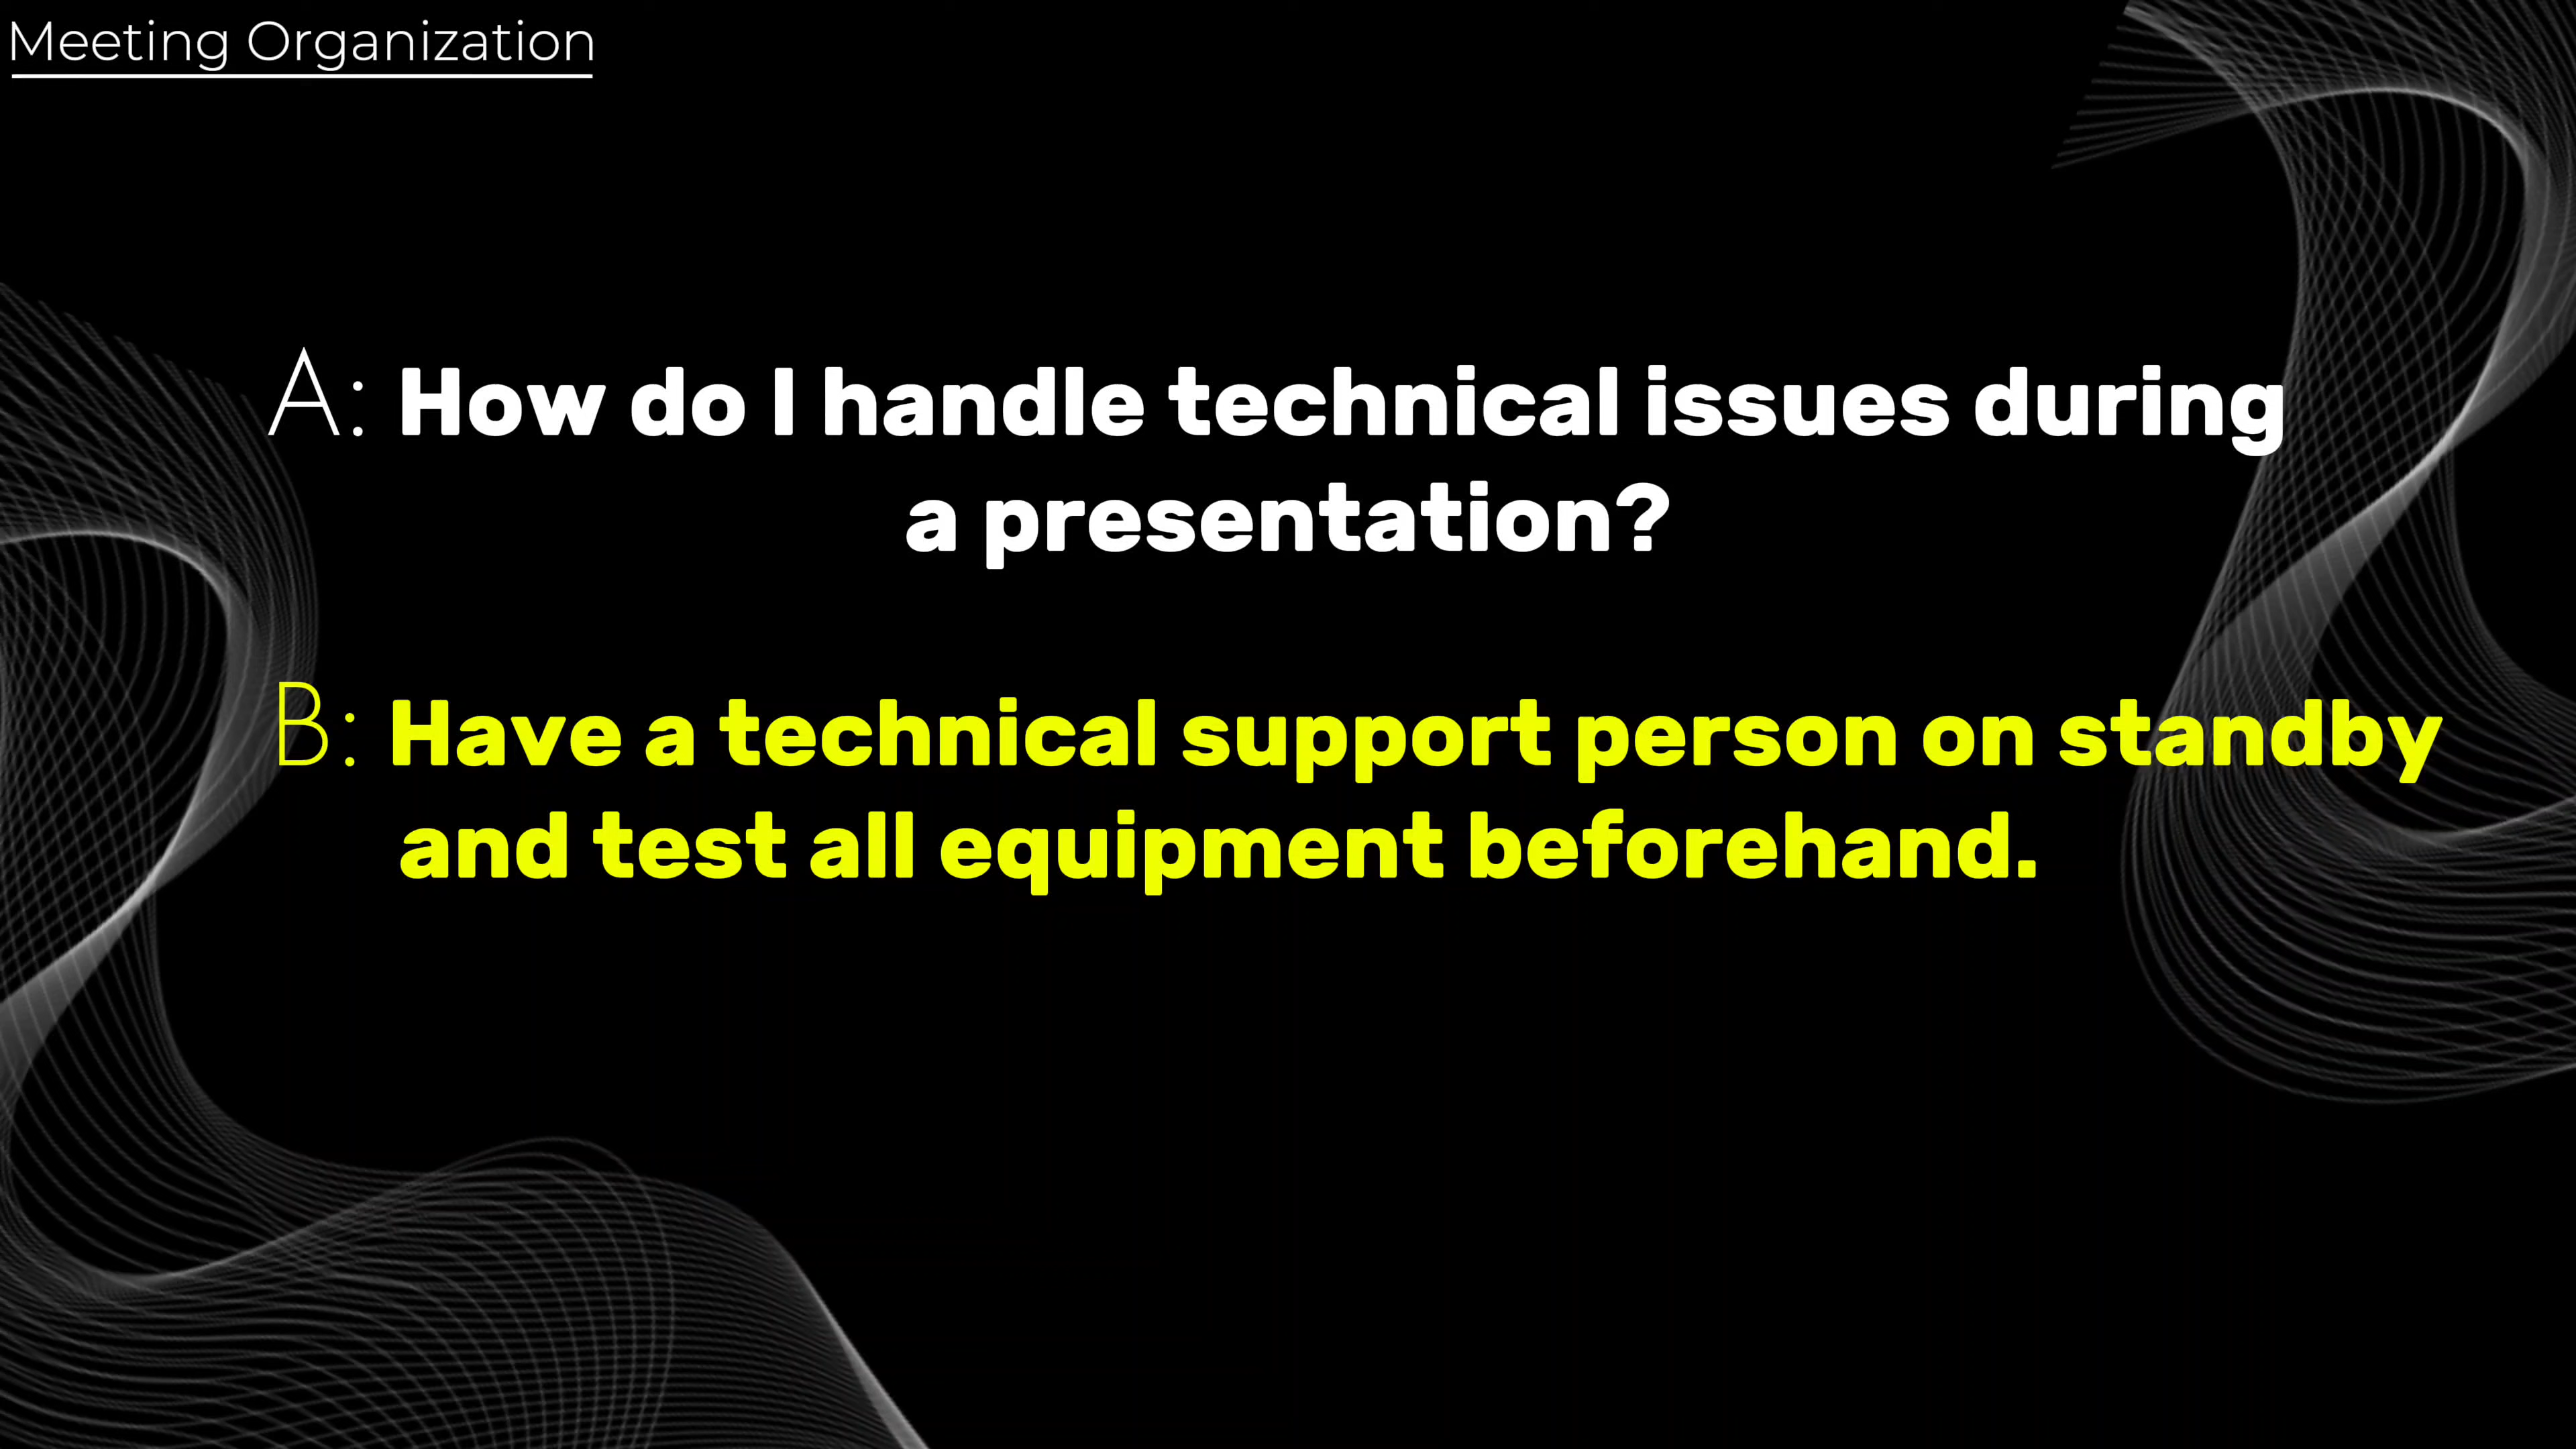 Meeting Organization
A: How do I handle technical issues during
a presentation?
B: Have a technical support person on standby
and test all equipment beforehand.